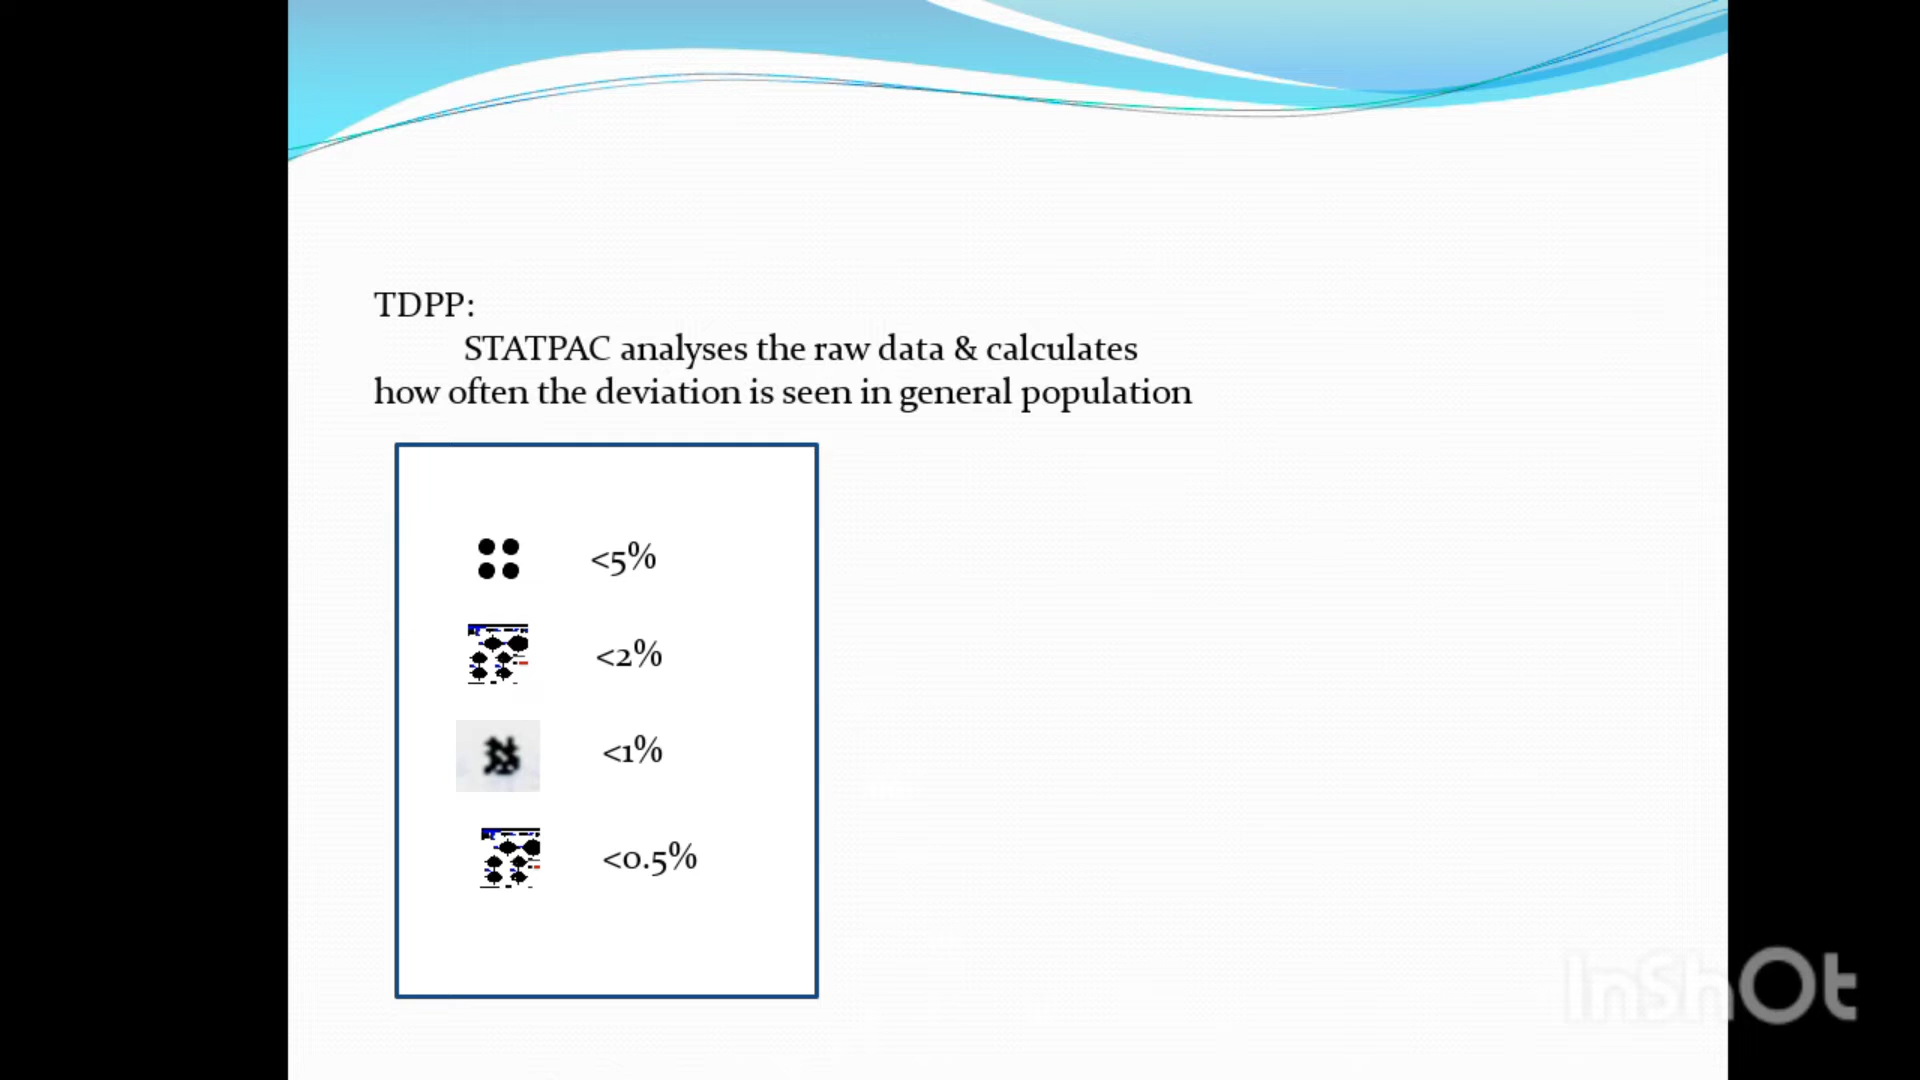 TDPP:
STATPAC analyses the raw data & calculates
how often the deviation is seen in general population
<5%
<2%
<1%
<0.5%
InShOt